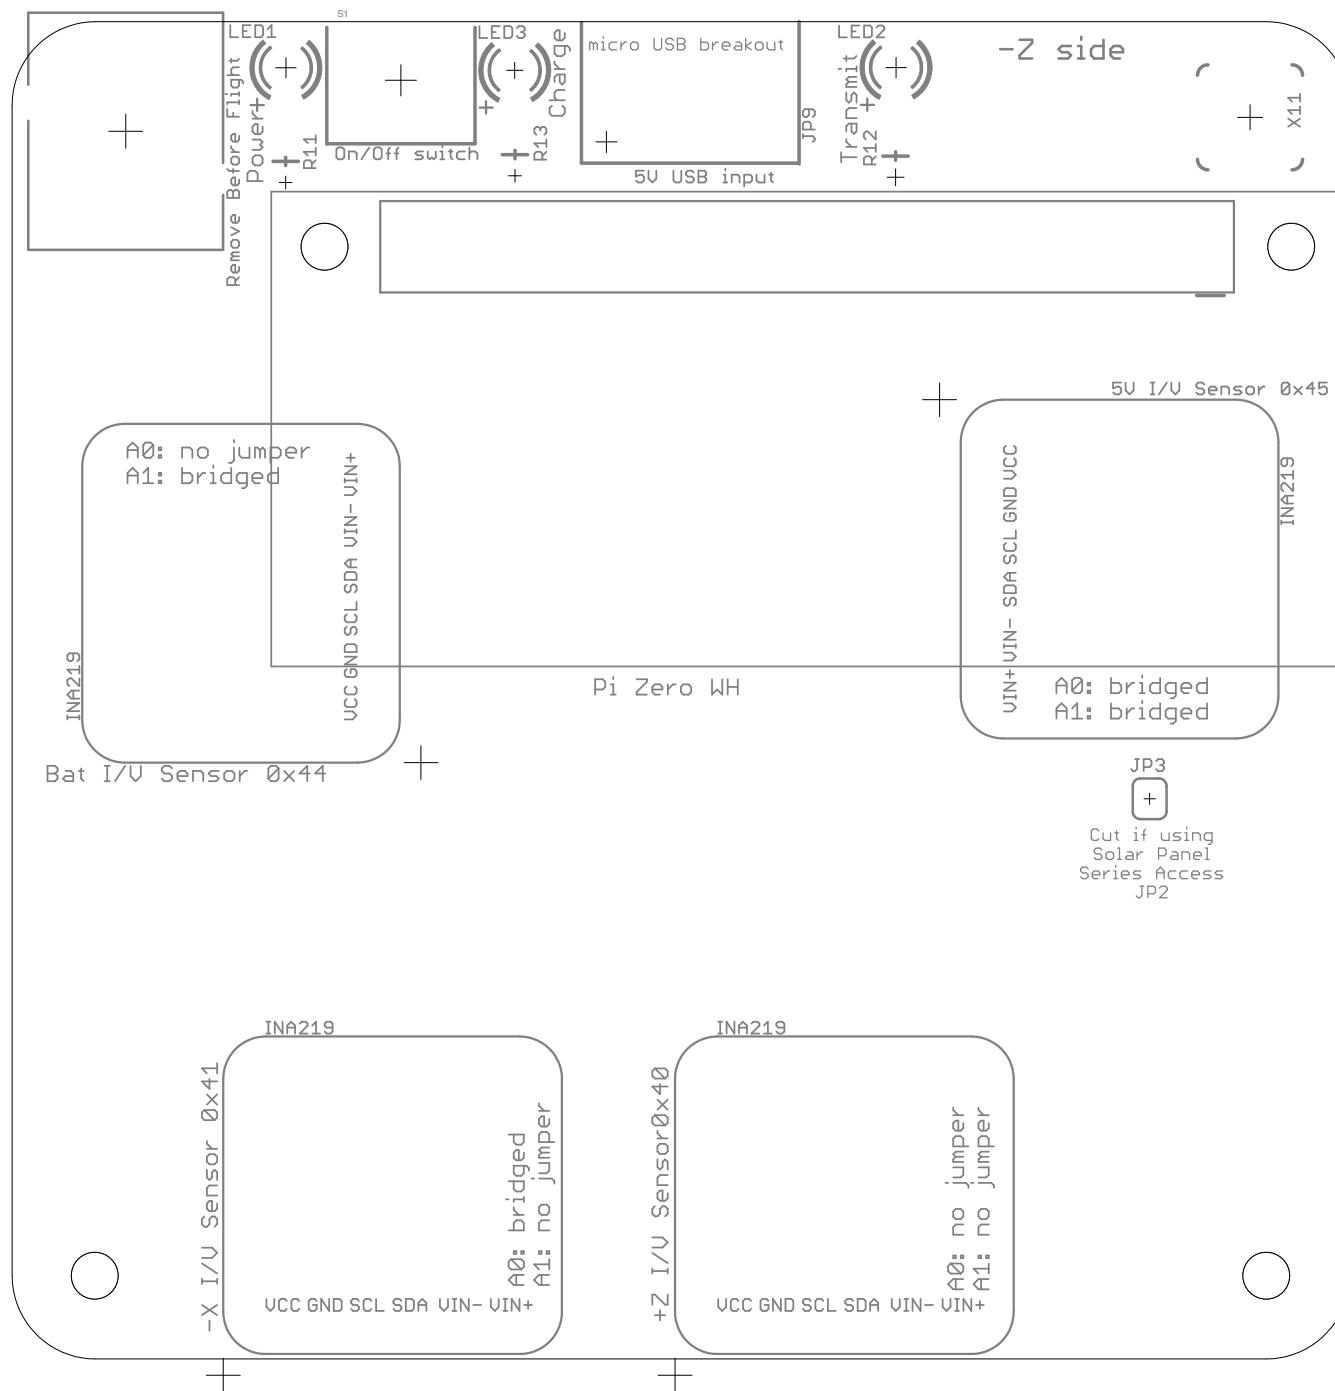 S1
LED1
LED3
LED2
-Z side
Charge
micro USB breakout
Transmit
X11
Remove Before Flight
Power
+
+
+
R11
On/Off switch
R13
JP9
R12
5V USB input
5V I/V Sensor 0x45
A0: no jumper
A1: bridged
VCC GND SCL SDA VIN- VIN+
INA219
Bat I/V Sensor 0x44
VIN+ VIN- SDA SCL GND VCC
INA219
A0: bridged
A1: bridged
Pi Zero WH
JP3
Cut if using
Solar Panel
Series Access
JP2
INA219
-X I/V Sensor 0x41
A0: bridged
A1: no jumper
VCC GND SCL SDA VIN- VIN+
INA219
+Z I/V Sensor0x40
A0: no jumper
A1: no jumper
VCC GND SCL SDA VIN- VIN+